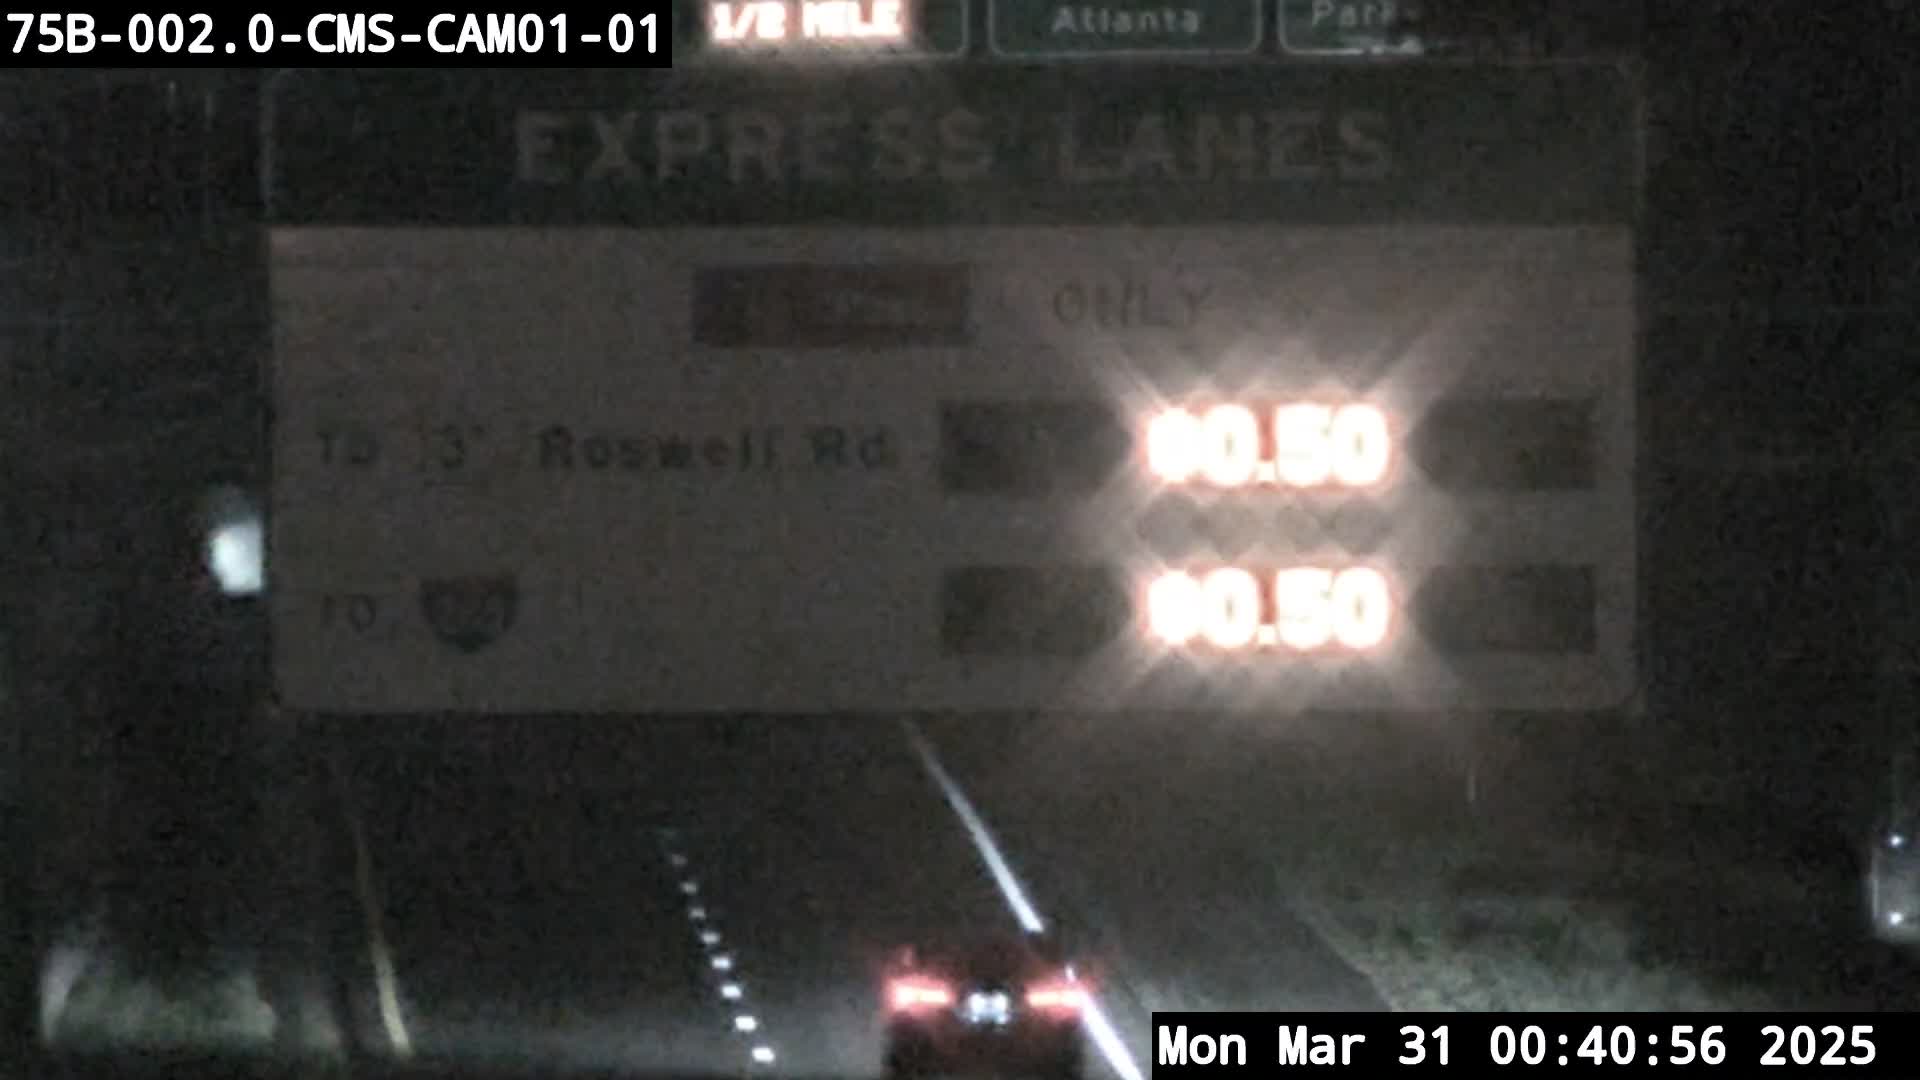 75B-002.0-CMS-CAM01-01
1/2 MILE
Atlanta
EXPRESS LANES
ONLY
TO 3 Roswell Rd $0.50
TO $0.50
Mon Mar 31 00:40:56 2025